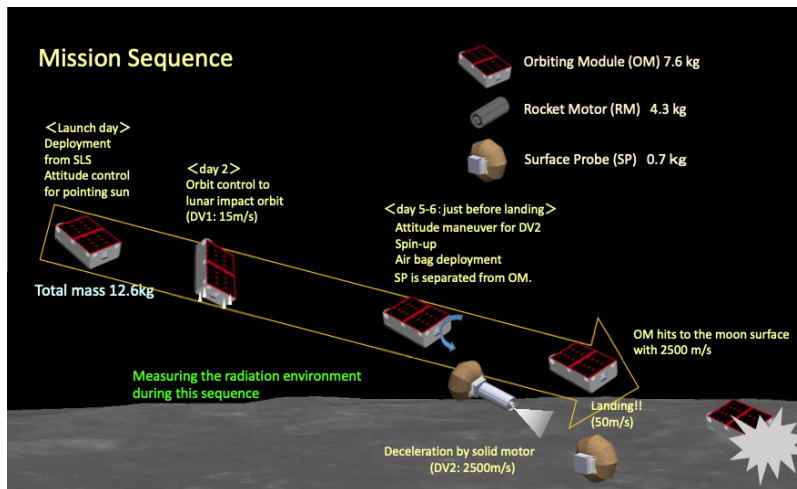 Mission Sequence
Orbiting Module (OM) 7.6 kg
Rocket Motor (RM)  4.3 kg
Surface Probe (SP)  0.7 kg
＜Launch day＞
Deployment
from SLS
Attitude control
for pointing sun
＜day 2＞
Orbit control to
lunar impact orbit
(DV1: 15m/s)
＜day 5-6：just before landing＞
Attitude maneuver for DV2
Spin-up
Air bag deployment
SP is separated from OM.
Total mass 12.6kg
OM hits to the moon surface
with 2500 m/s
Measuring the radiation environment
during this sequence
Landing!!
(50m/s)
Deceleration by solid motor
(DV2: 2500m/s)